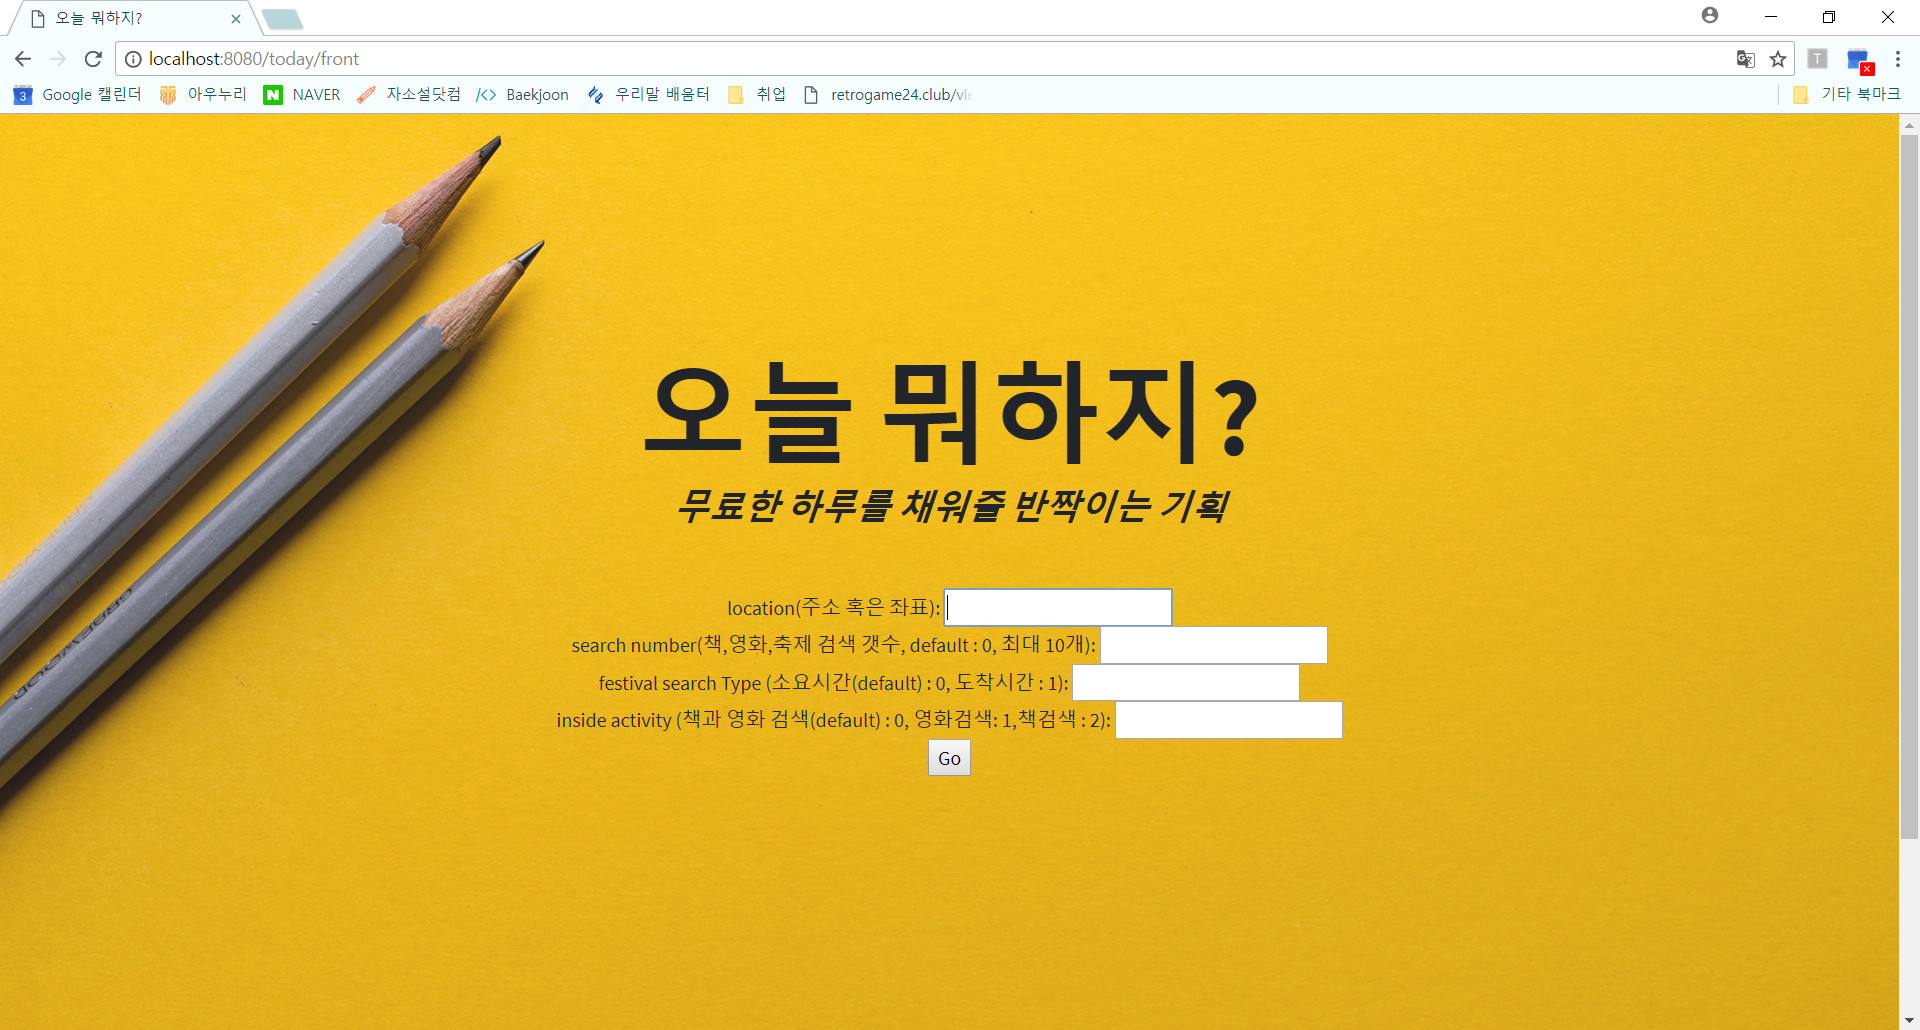 오늘 뭐하지?
localhost:8080/today/front
T
3 Google 캘린더 아우누리 N NAVER 자소설닷컴 </> Baekjoon 우리말 배움터 취업 retrogame24.club/vie 기타 북마크
오늘 뭐하지?
무료한 하루를 채워줄 반짝이는 기획
location(주소 혹은 좌표):
search number(책,영화,축제 검색 갯수, default : 0, 최대 10개):
festival search Type (소요시간(default) : 0, 도착시간 : 1):
inside activity (책과 영화 검색(default) : 0, 영화검색: 1,책검색 : 2):
Go